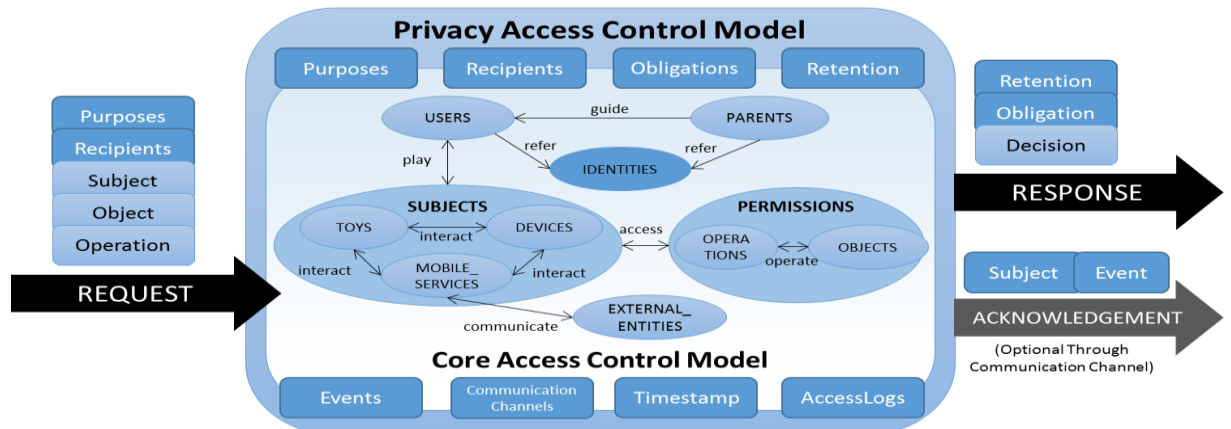 Privacy Access Control Model
Purposes
Recipients
Obligations
Retention
Purposes
Recipients
Subject
Object
Operation
REQUEST
USERS
guide
PARENTS
refer
refer
play
IDENTITIES
SUBJECTS
TOYS
interact
DEVICES
interact
MOBILE_
SERVICES
interact
access
PERMISSIONS
OPERA
TIONS
operate
OBJECTS
communicate
EXTERNAL_
ENTITIES
Core Access Control Model
Events
Communication
Channels
Timestamp
AccessLogs
Retention
Obligation
Decision
RESPONSE
Subject
Event
ACKNOWLEDGEMENT
(Optional Through
Communication Channel)